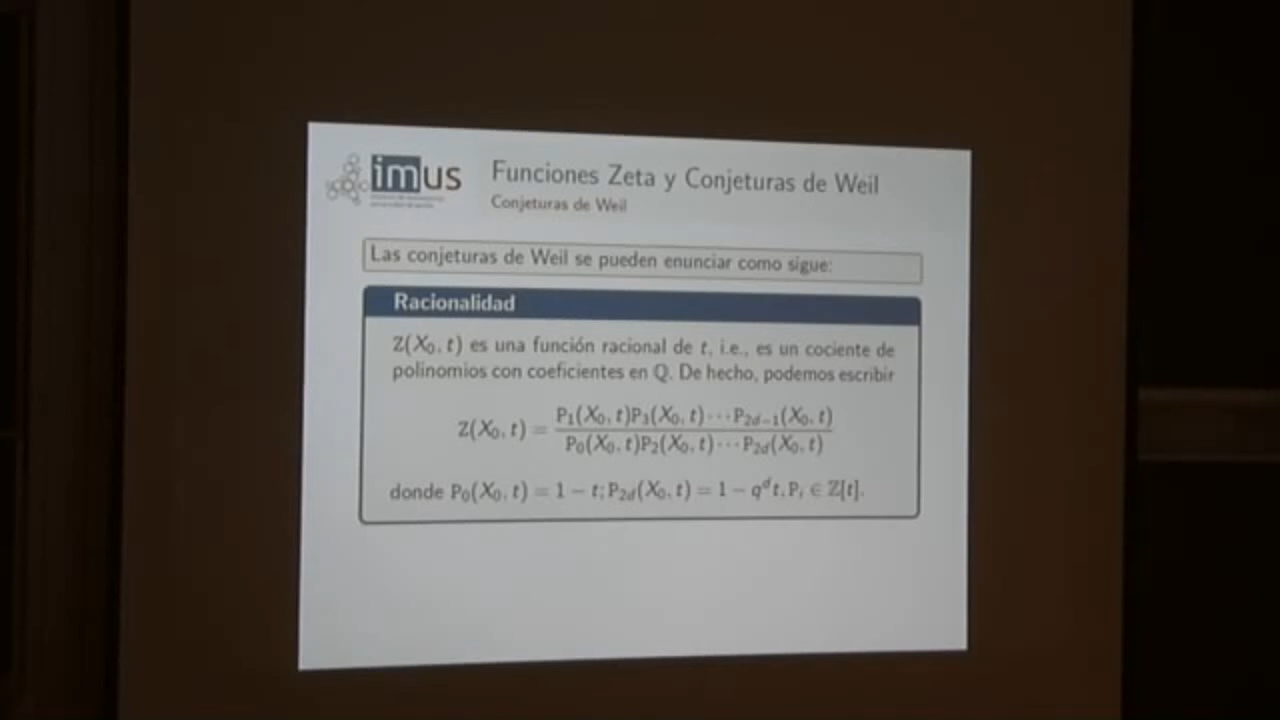 imus
Funciones Zeta y Conjeturas de Weil
Conjeturas de Weil
Las conjeturas de Weil se pueden enunciar como sigue:
Racionalidad
Z(X₀, t) es una función racional de t, i.e., es un cociente de
polinomios con coeficientes en ℚ. De hecho, podemos escribir
Z(X₀, t) = P₁(X₀, t)P₃(X₀, t) ⋯ P₂d₋₁(X₀, t)
P₀(X₀, t)P₂(X₀, t) ⋯ P₂d(X₀, t)
donde P₀(X₀, t) = 1 − t; P₂d(X₀, t) = 1 − qᵈt, Pᵢ ∈ ℤ[t].